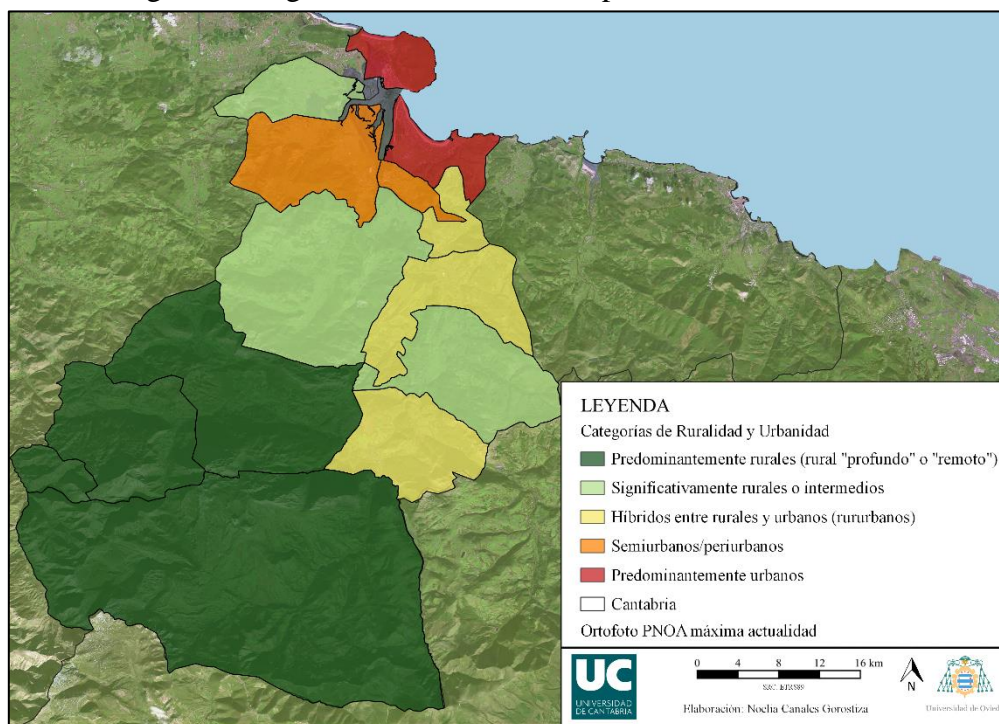 LEYENDA
Categorías de Ruralidad y Urbanidad
Predominantemente rurales (rural "profundo" o "remoto")
Significativamente rurales o intermedios
Híbridos entre rurales y urbanos (rururbanos)
Semiurbanos/periurbanos
Predominantemente urbanos
Cantabria
Ortofoto PNOA máxima actualidad
UC
UNIVERSIDAD
DE CANTABRIA
0 4 8 12 16 km
SRC. ETRS89
Elaboración: Noelia Canales Gorostiza
N